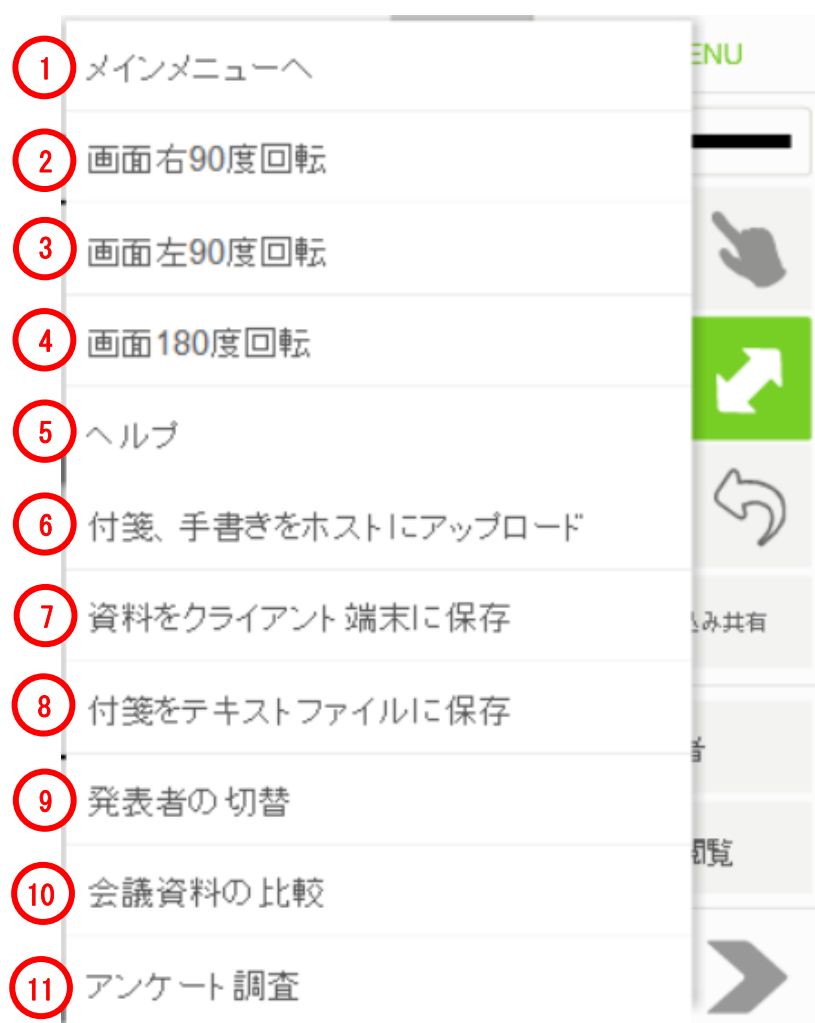 1 メインメニューへ
ENU
2 画面右90度回転
3 画面左90度回転
4 画面180度回転
5 ヘルプ
6 付箋、手書きをホストにアップロード
7 資料をクライアント端末に保存
込み共有
8 付箋をテキストファイルに保存
者
9 発表者の切替
閲覧
10 会議資料の比較
11 アンケート調査